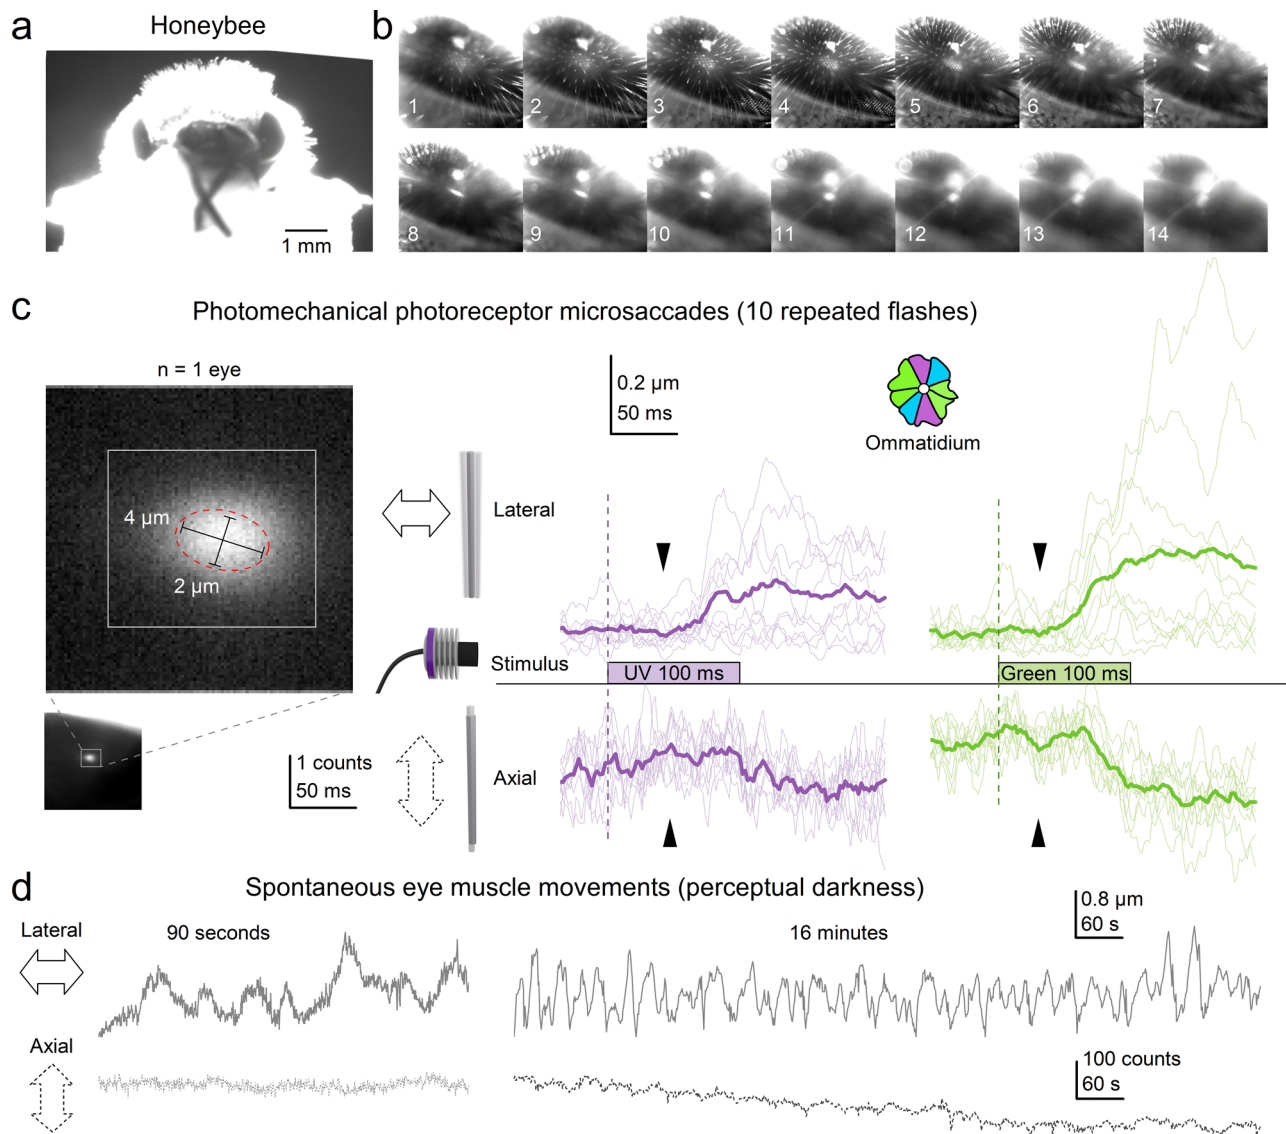 a
Honeybee
1 mm
b
1
2
3
4
5
6
7
8
9
10
11
12
13
14
c
Photomechanical photoreceptor microsaccades (10 repeated flashes)
n = 1 eye
4 µm
2 µm
0.2 µm
50 ms
Ommatidium
Lateral
Stimulus
UV 100 ms
Green 100 ms
1 counts
50 ms
Axial
d
Spontaneous eye muscle movements (perceptual darkness)
Lateral
90 seconds
16 minutes
0.8 µm
60 s
Axial
100 counts
60 s